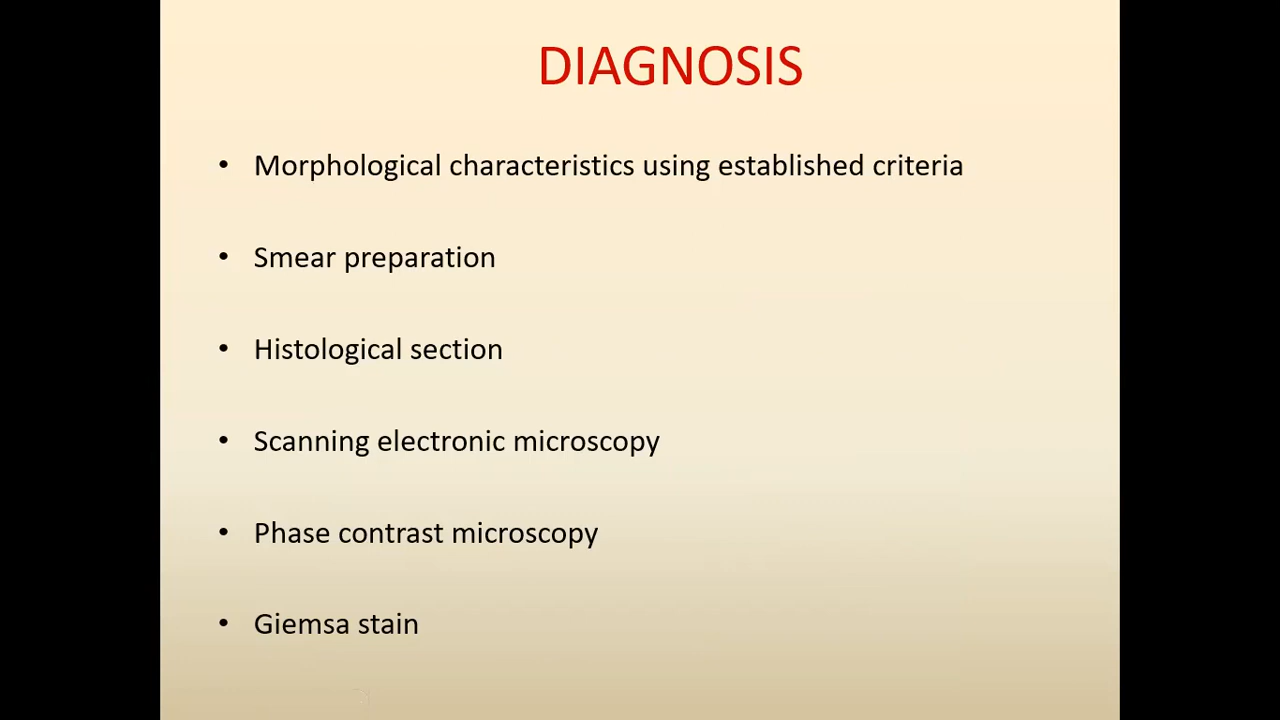 DIAGNOSIS
• Morphological characteristics using established criteria
• Smear preparation
• Histological section
• Scanning electronic microscopy
• Phase contrast microscopy
• Giemsa stain